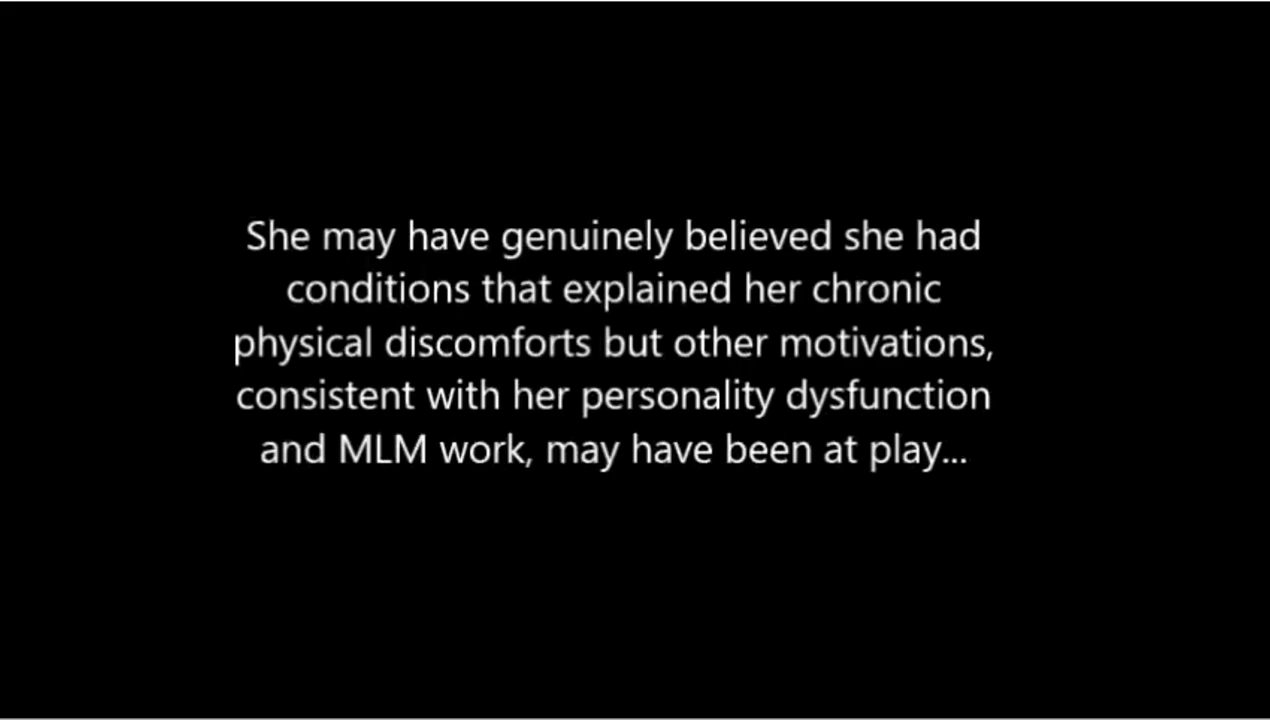 She may have genuinely believed she had
conditions that explained her chronic
physical discomforts but other motivations,
consistent with her personality dysfunction
and MLM work, may have been at play...